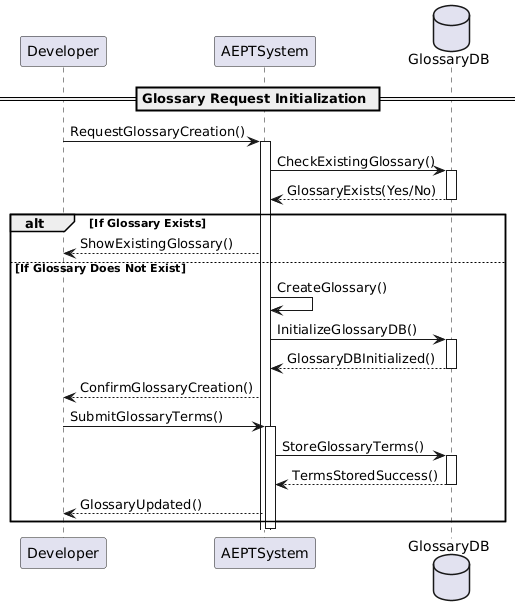 Developer
AEPTSystem
GlossaryDB
Glossary Request Initialization
RequestGlossaryCreation()
CheckExistingGlossary()
GlossaryExists(Yes/No)
alt [If Glossary Exists]
ShowExistingGlossary()
[If Glossary Does Not Exist]
CreateGlossary()
InitializeGlossaryDB()
GlossaryDBInitialized()
ConfirmGlossaryCreation()
SubmitGlossaryTerms()
StoreGlossaryTerms()
TermsStoredSuccess()
GlossaryUpdated()
Developer
AEPTSystem
GlossaryDB